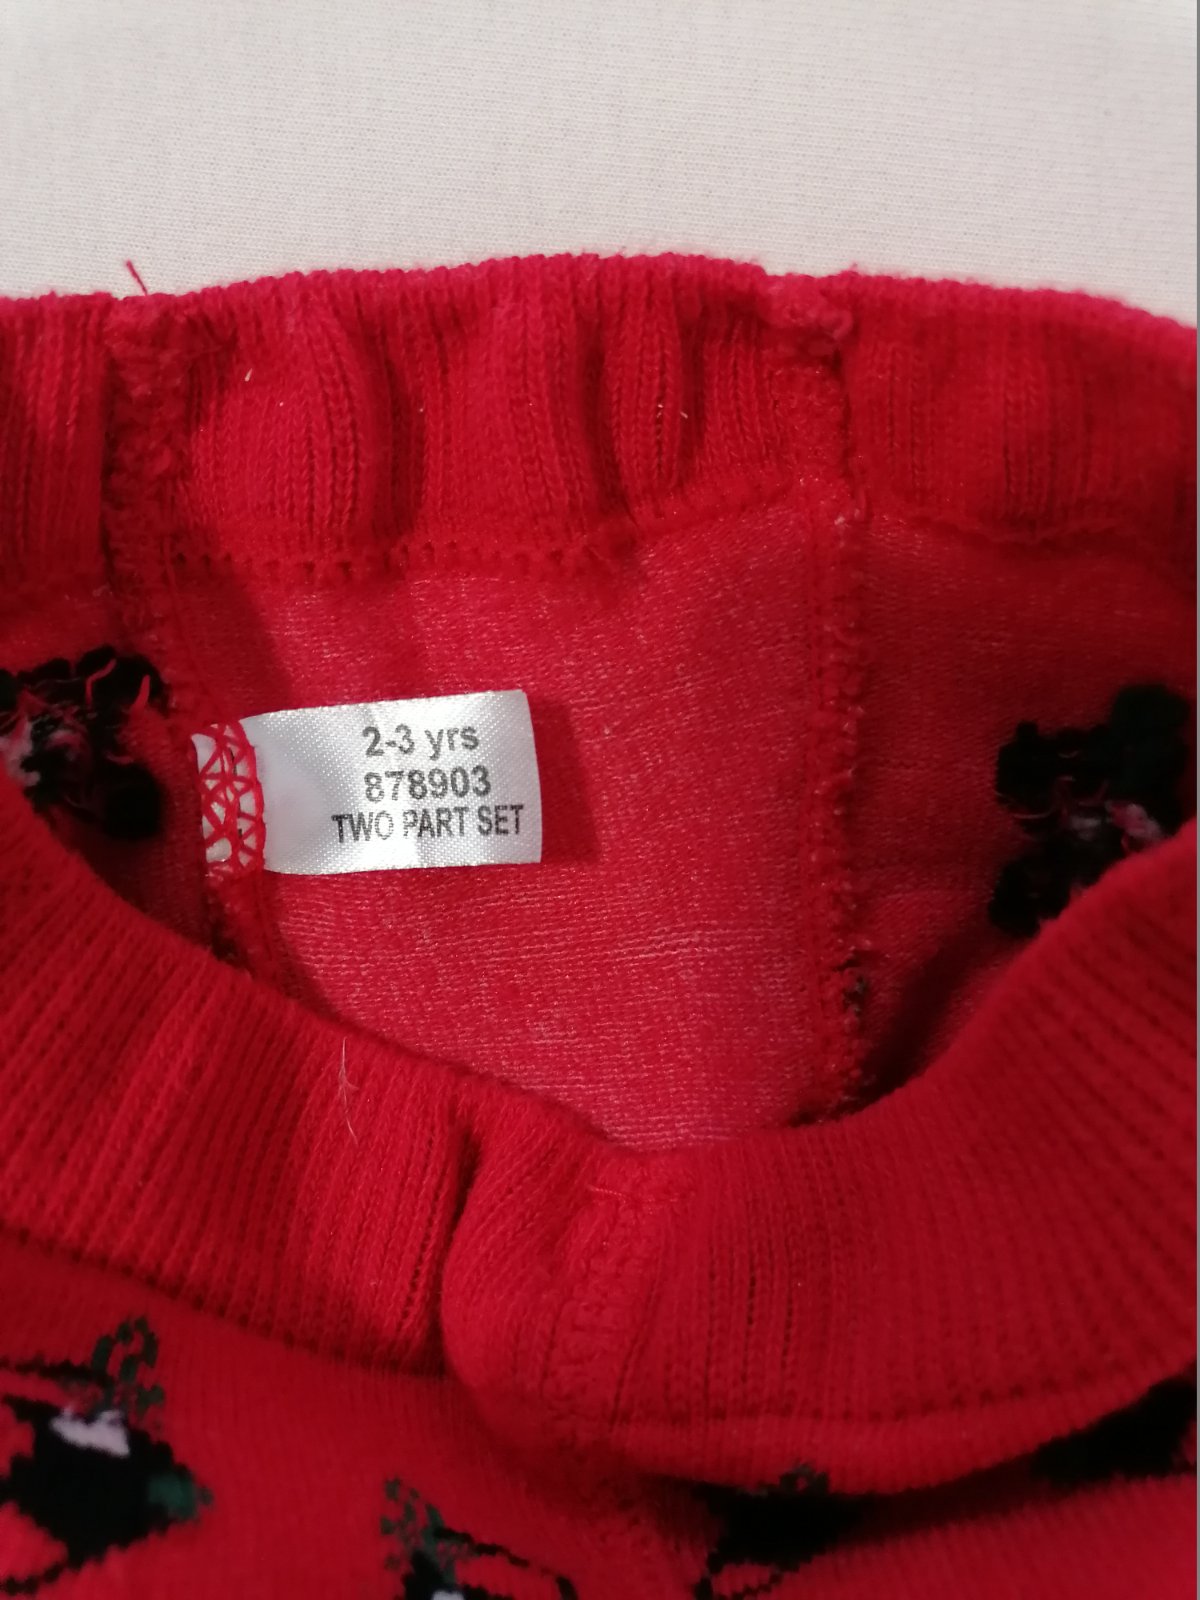 2-3 yrs
878903
TWO PART SET